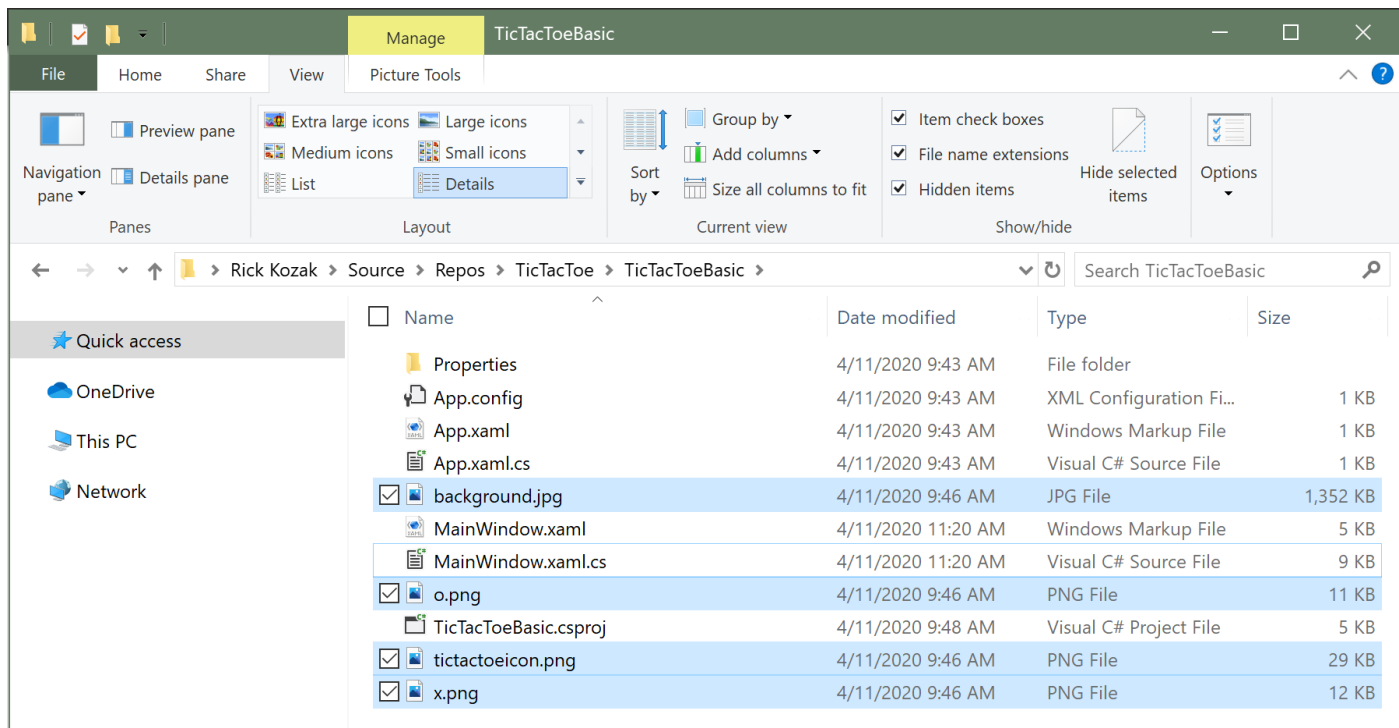 Manage TicTacToeBasic
File Home Share View Picture Tools ?
Navigation pane
Preview pane
Details pane
Panes
Extra large icons Large icons
Medium icons Small icons
List Details
Layout
Sort by
Group by
Add columns
Size all columns to fit
Current view
Item check boxes
File name extensions
Hidden items
Hide selected items
Show/hide
Options
Rick Kozak Source Repos TicTacToe TicTacToeBasic Search TicTacToeBasic
Quick access
OneDrive
This PC
Network
Name Date modified Type Size
Properties 4/11/2020 9:43 AM File folder
App.config 4/11/2020 9:43 AM XML Configuration Fi... 1 KB
App.xaml 4/11/2020 9:43 AM Windows Markup File 1 KB
App.xaml.cs 4/11/2020 9:43 AM Visual C# Source File 1 KB
background.jpg 4/11/2020 9:46 AM JPG File 1,352 KB
MainWindow.xaml 4/11/2020 11:20 AM Windows Markup File 5 KB
MainWindow.xaml.cs 4/11/2020 11:20 AM Visual C# Source File 9 KB
o.png 4/11/2020 9:46 AM PNG File 11 KB
TicTacToeBasic.csproj 4/11/2020 9:48 AM Visual C# Project File 5 KB
tictactoeicon.png 4/11/2020 9:46 AM PNG File 29 KB
x.png 4/11/2020 9:46 AM PNG File 12 KB